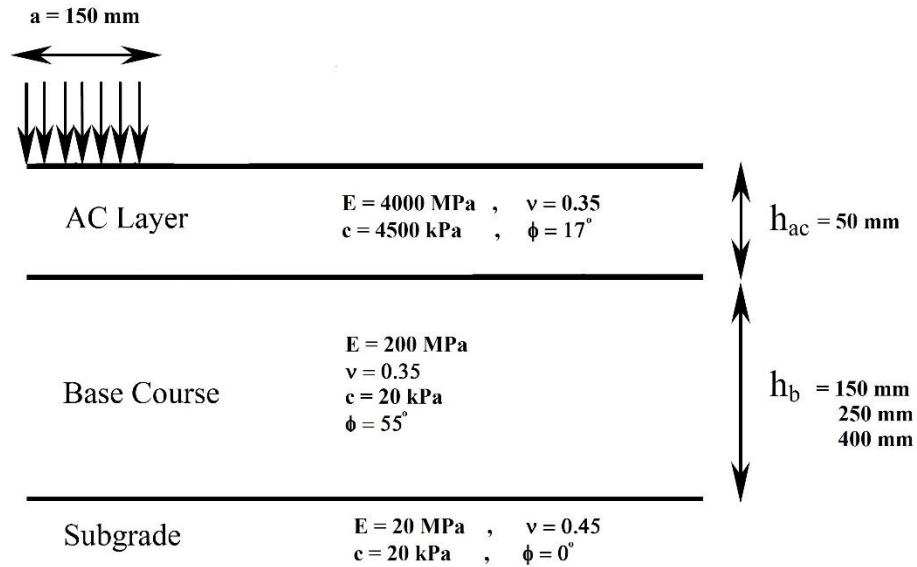 a = 150 mm
AC Layer
E = 4000 MPa , ν = 0.35
c = 4500 kPa , ϕ = 17°
h_ac = 50 mm
Base Course
E = 200 MPa
ν = 0.35
c = 20 kPa
ϕ = 55°
h_b = 150 mm
250 mm
400 mm
Subgrade
E = 20 MPa , ν = 0.45
c = 20 kPa , ϕ = 0°